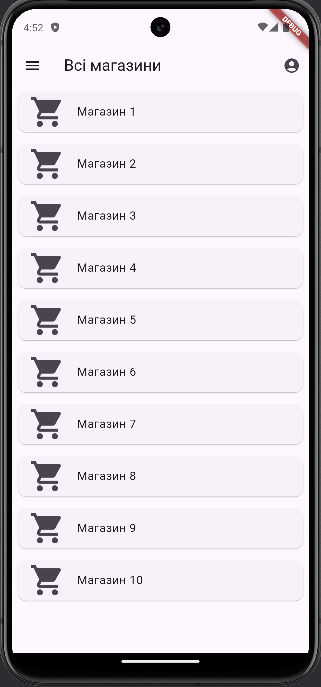 4:52
DEBUG
Всі магазини
Магазин 1
Магазин 2
Магазин 3
Магазин 4
Магазин 5
Магазин 6
Магазин 7
Магазин 8
Магазин 9
Магазин 10